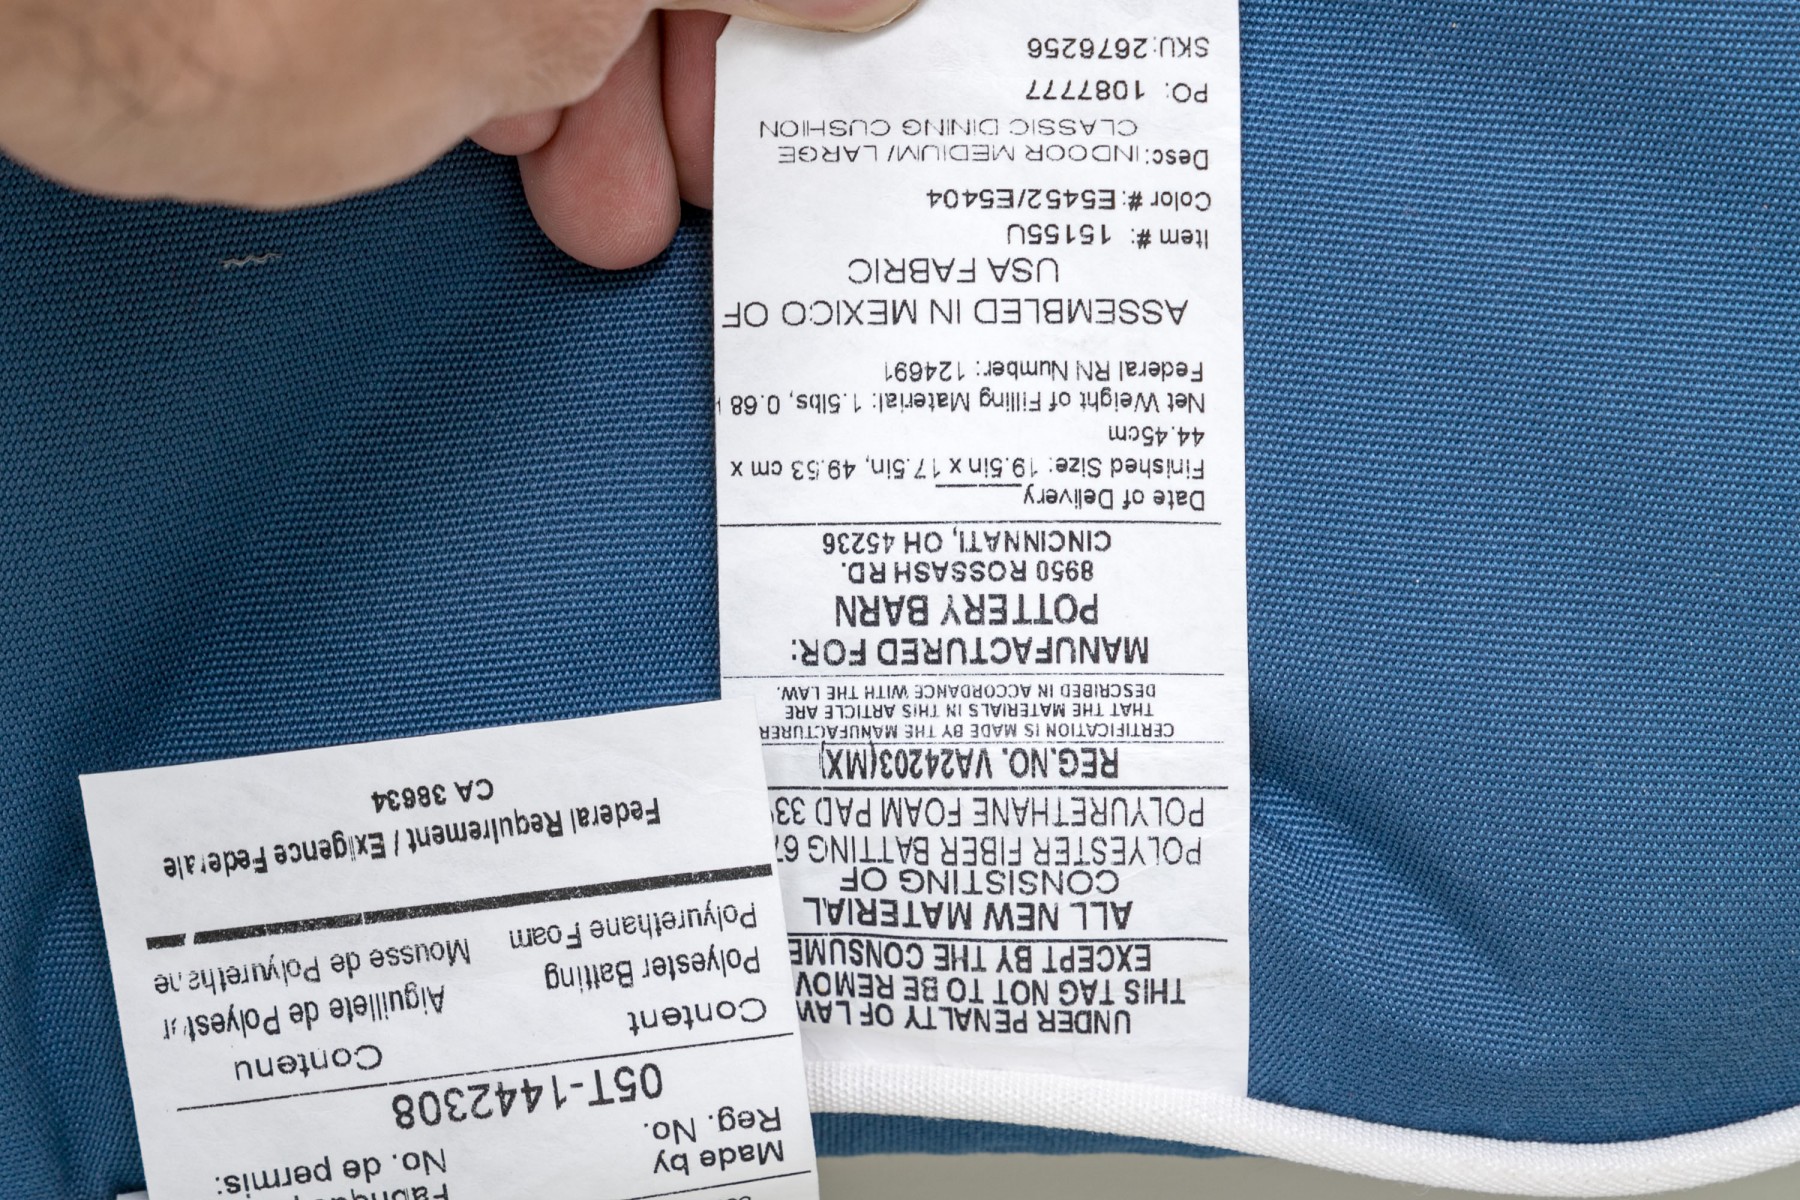 UNDER PENALTY OF LAW
THIS TAG NOT TO BE
EXCEPT BY THE
ALL NEW MATERIAL
CONSISTING OF
POLYESTER FIBER BATTING
POLYURETHANE FOAM PAD
REG.NO. VA24203(MX)
CERTIFICATION IS MADE BY THE MANUFACTURER
THAT THE MATERIALS IN THIS ARTICLE ARE
DESCRIBED IN ACCORDANCE WITH THE LAW.
MANUFACTURED FOR:
POTTERY BARN
8950 ROSSASH RD.
CINCINNATI, OH 45236
Date of Delivery
Finished Size: 19.5in x 17.5in, 49.53 cm x
44.45cm
Net Weight of Filling Material: 1.5lbs, 0.68
Federal RN Number: 124691
ASSEMBLED IN MEXICO OF
USA FABRIC
Item #: 15155U
Color #: E5452/E5404
Desc: INDOOR MEDIUM/ LARGE
CLASSIC DINING CUSHION
PO: 1087777
SKU:2676256
Made by
Reg. No.
No. de permis:
05T-1442308
Content Contenu
Polyester Batting Aiguillete de Polyester
Polyurethane Foam Mousse de Polyurethane
Federal Requirement / Exigence Federale
CA 38634